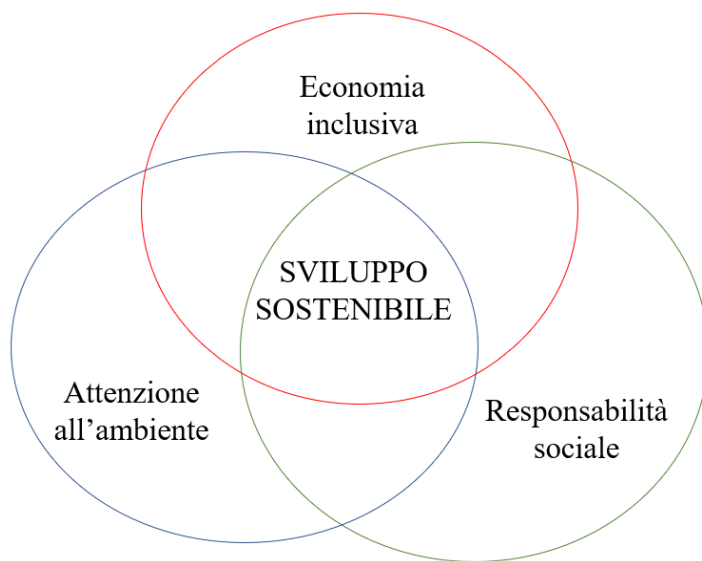 Economia
inclusiva
SVILUPPO
SOSTENIBILE
Attenzione
all’ambiente
Responsabilità
sociale